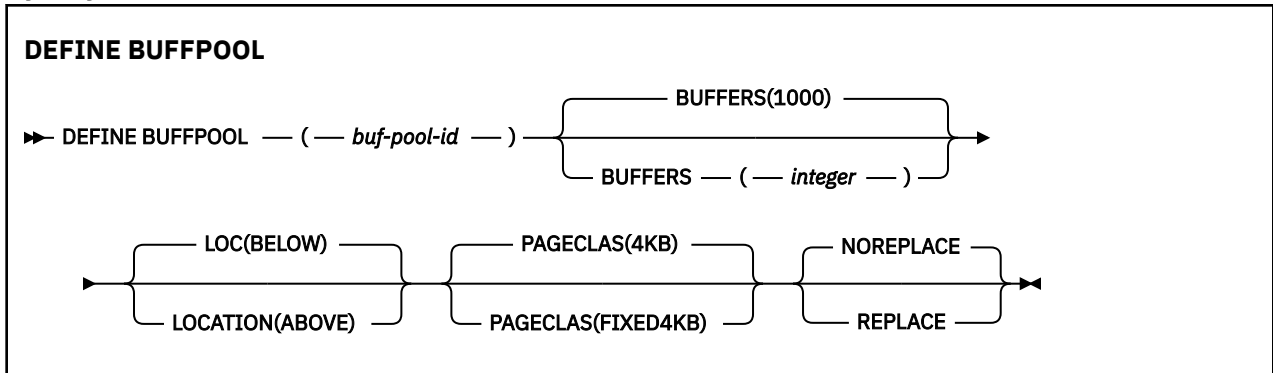 DEFINE BUFFPOOL
BUFFERS(1000)
DEFINE BUFFPOOL ( buf-pool-id )
BUFFERS ( integer )
LOC(BELOW) PAGECLAS(4KB) NOREPLACE
LOCATION(ABOVE) PAGECLAS(FIXED4KB) REPLACE